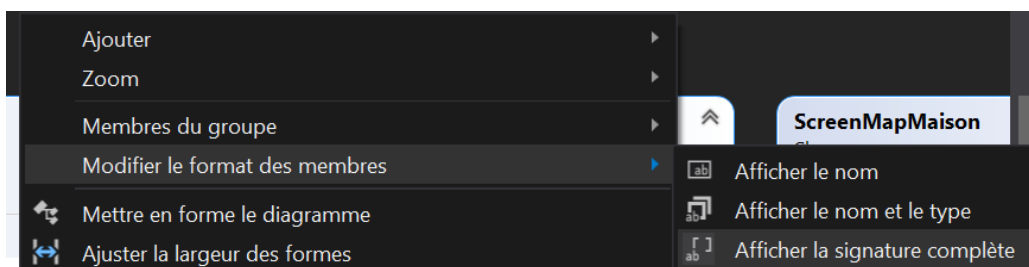 Ajouter
Zoom
Membres du groupe
ScreenMapMaison
Modifier le format des membres
Afficher le nom
Mettre en forme le diagramme
Afficher le nom et le type
Ajuster la largeur des formes
Afficher la signature complète